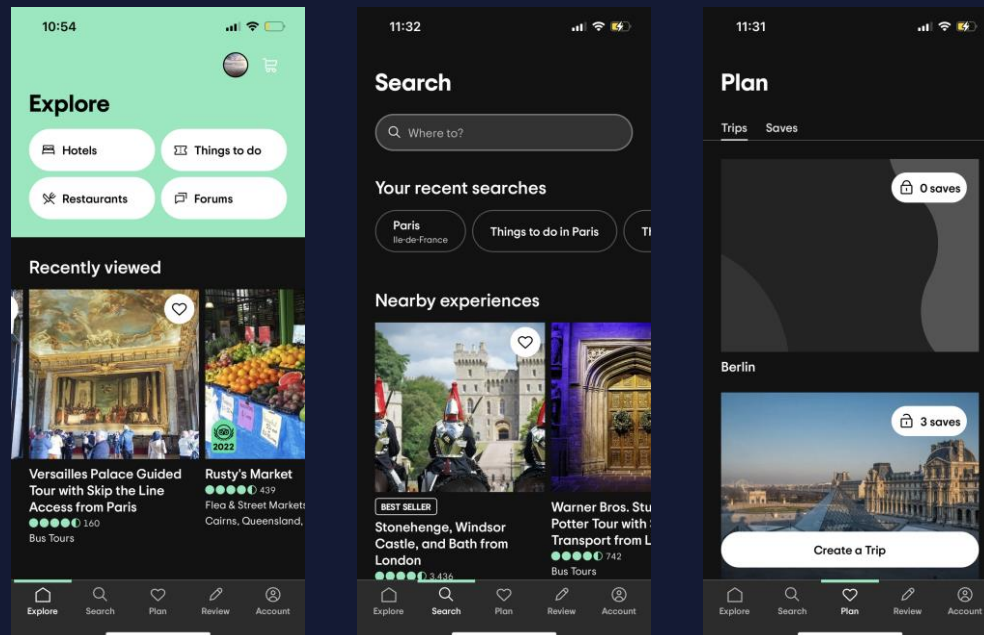 10:54
Explore
Hotels
Things to do
Restaurants
Forums
Recently viewed
2022
Versailles Palace Guided
Tour with Skip the Line
Access from Paris
160
Bus Tours
Rusty's Market
439
Flea & Street Markets
Cairns, Queensland,
Explore
Search
Plan
Review
Account
11:32
Search
Where to?
Your recent searches
Paris
Ile-de-France
Things to do in Paris
Nearby experiences
BEST SELLER
Stonehenge, Windsor
Castle, and Bath from
London
3,436
Warner Bros. Stu
Potter Tour with
Transport from L
742
Bus Tours
Explore
Search
Plan
Review
Account
11:31
Plan
Trips Saves
0 saves
Berlin
3 saves
Create a Trip
Explore
Search
Plan
Review
Account